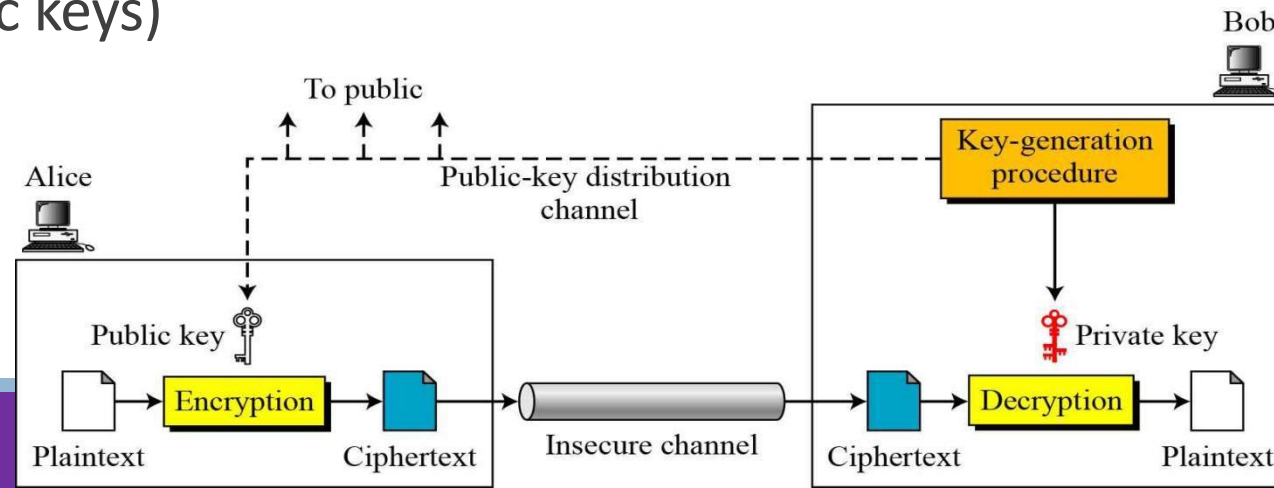 c keys)
Bob
To public
Key-generation
procedure
Alice
Public-key distribution
channel
Public key
Private key
Encryption
Decryption
Plaintext
Ciphertext
Insecure channel
Ciphertext
Plaintext